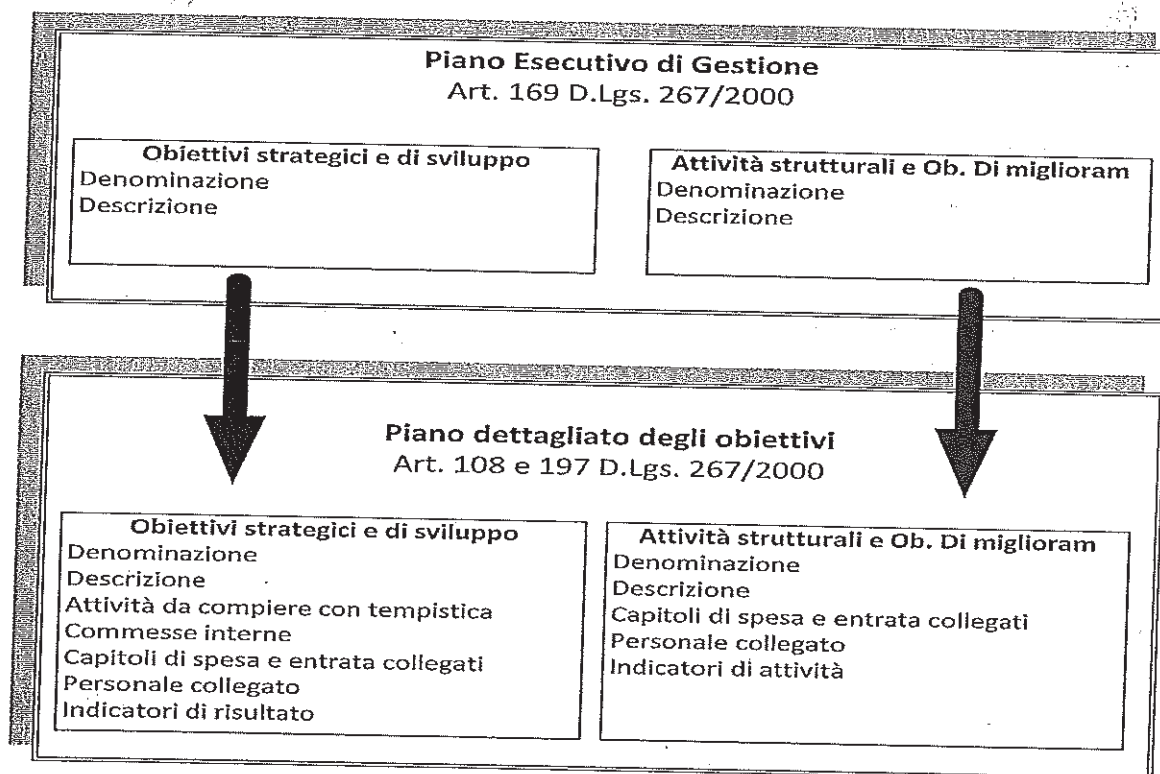 Piano Esecutivo di Gestione
Art. 169 D.Lgs. 267/2000
Obiettivi strategici e di sviluppo
Denominazione
Descrizione
Attività strutturali e Ob. Di miglioram
Denominazione
Descrizione
Piano dettagliato degli obiettivi
Art. 108 e 197 D.Lgs. 267/2000
Obiettivi strategici e di sviluppo
Denominazione
Descrizione
Attività da compiere con tempistica
Commesse interne
Capitoli di spesa e entrata collegati
Personale collegato
Indicatori di risultato
Attività strutturali e Ob. Di miglioram
Denominazione
Descrizione
Capitoli di spesa e entrata collegati
Personale collegato
Indicatori di attività